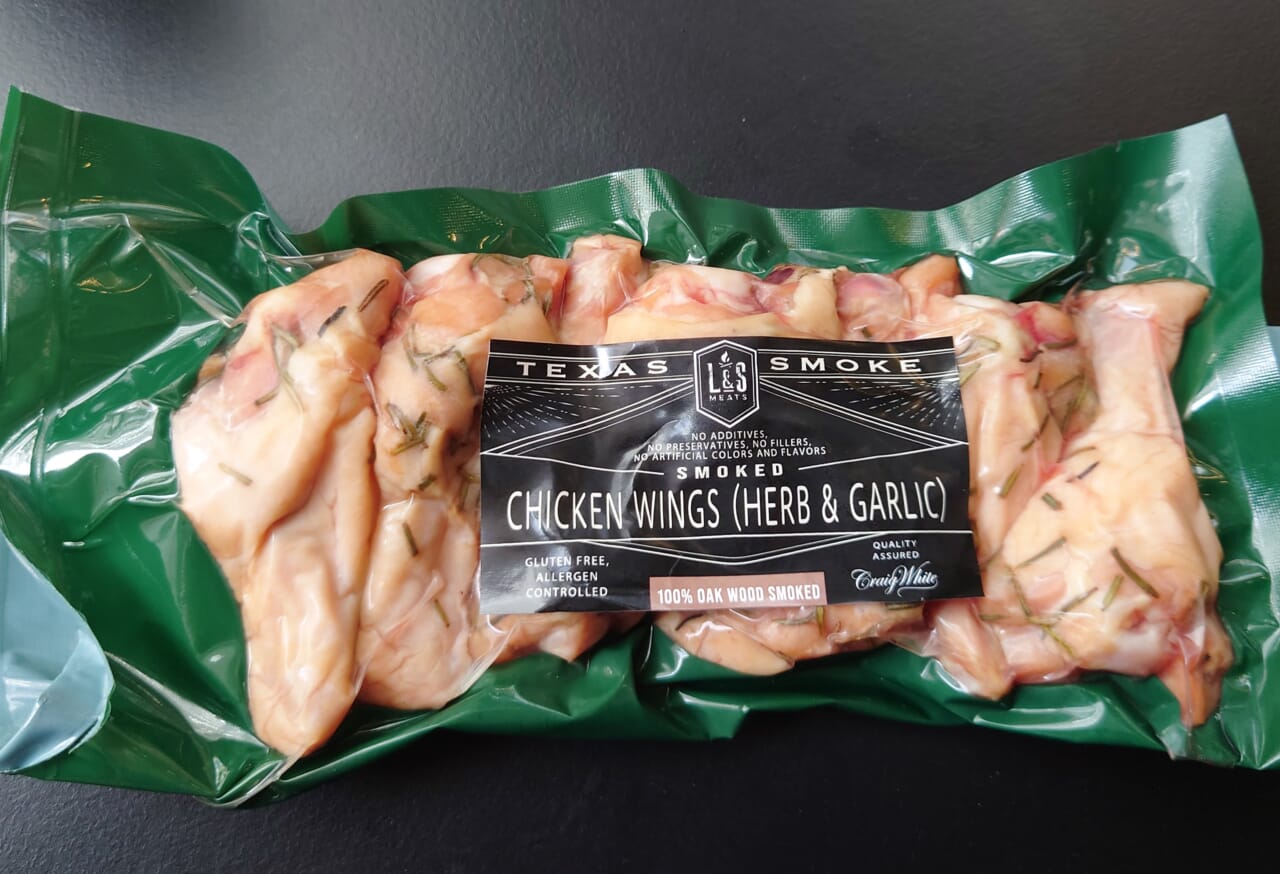 TEXAS SMOKE
L&S
MEATS
NO ADDITIVES,
NO PRESERVATIVES, NO FILLERS,
NO ARTIFICIAL COLORS AND FLAVORS
SMOKED
CHICKEN WINGS (HERB & GARLIC)
GLUTEN FREE,
ALLERGEN
CONTROLLED
QUALITY
ASSURED
Craig White
100% OAK WOOD SMOKED